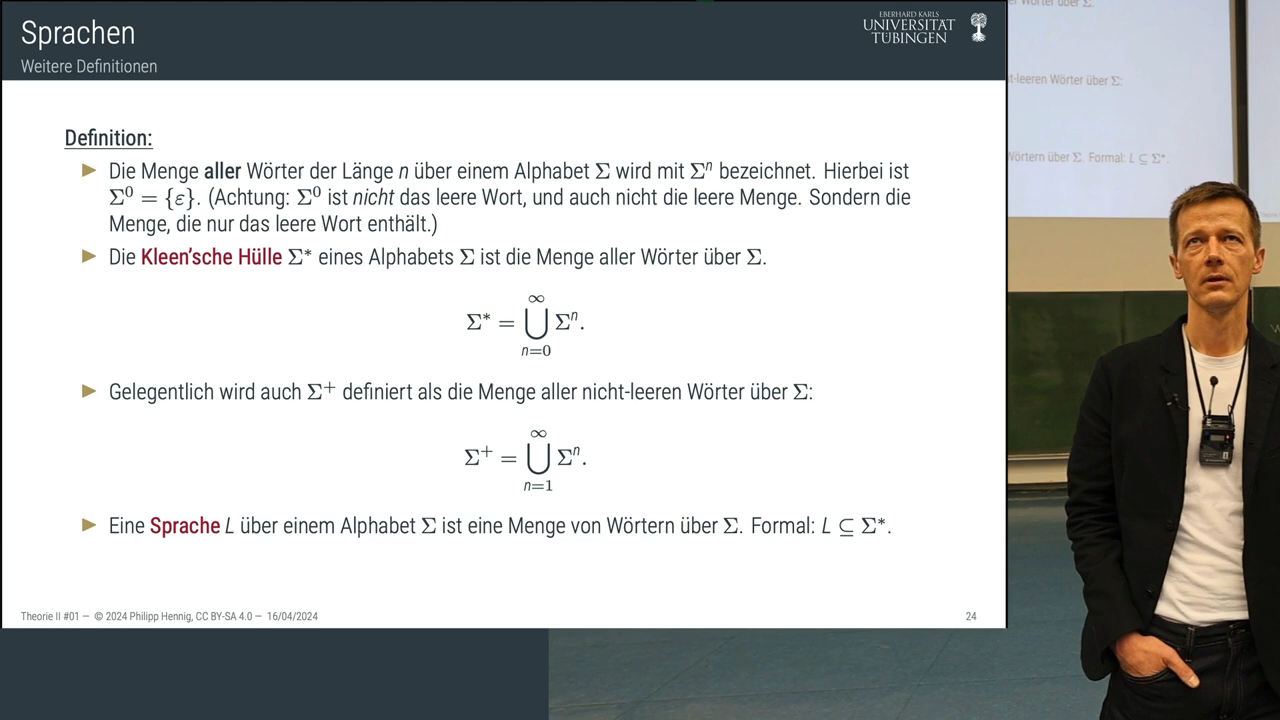 Sprachen
Weitere Definitionen
EBERHARD KARLS
UNIVERSITÄT
TÜBINGEN
Definition:
Die Menge aller Wörter der Länge n über einem Alphabet Σ wird mit Σⁿ bezeichnet. Hierbei ist
Σ⁰ = {ε}. (Achtung: Σ⁰ ist nicht das leere Wort, und auch nicht die leere Menge. Sondern die
Menge, die nur das leere Wort enthält.)
Die Kleen'sche Hülle Σ* eines Alphabets Σ ist die Menge aller Wörter über Σ.
∞
Σ* = ⋃ Σⁿ.
n=0
Gelegentlich wird auch Σ⁺ definiert als die Menge aller nicht-leeren Wörter über Σ:
∞
Σ⁺ = ⋃ Σⁿ.
n=1
Eine Sprache L über einem Alphabet Σ ist eine Menge von Wörtern über Σ. Formal: L ⊆ Σ*.
Theorie II #01 — © 2024 Philipp Hennig, CC BY-SA 4.0 — 16/04/2024
24
Wörter über Σ.
t-leeren Wörter über Σ:
Wörtern über Σ. Formal: L ⊆ Σ*.